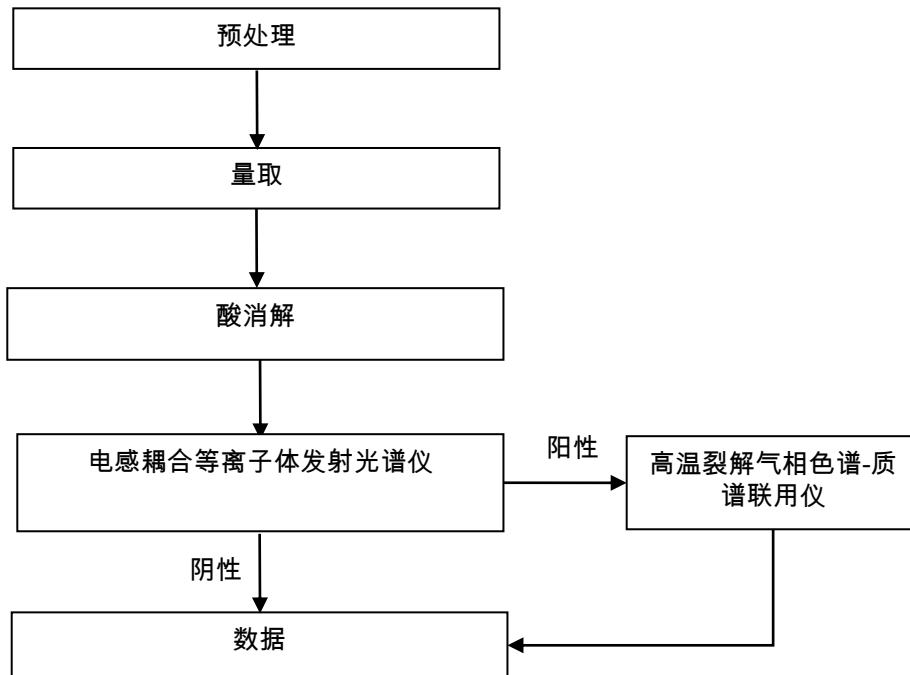 预处理
量取
酸消解
电感耦合等离子体发射光谱仪
阳性
高温裂解气相色谱-质
谱联用仪
阴性
数据